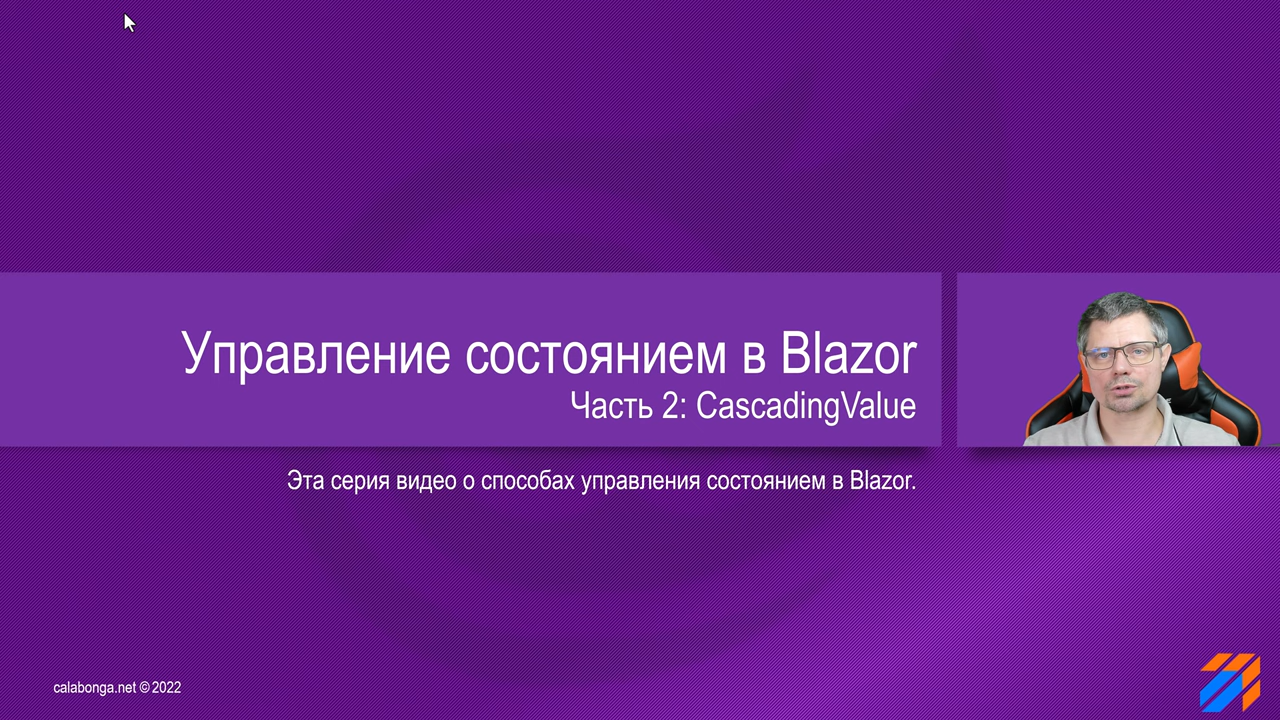 Управление состоянием в Blazor
Часть 2: CascadingValue
Эта серия видео о способах управления состоянием в Blazor.
calabonga.net © 2022